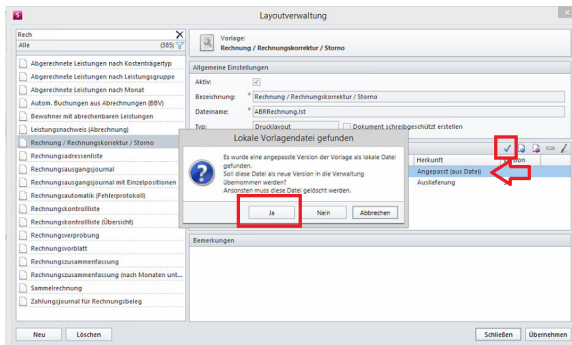 Layoutverwaltung
Rech
Alle (385)
Abgerechnete Leistungen nach Kostenträgertyp
Abgerechnete Leistungen nach Leistungsgruppe
Abgerechnete Leistungen nach Monat
Autom. Buchungen aus Abrechnungen (BBV)
Bewohner mit abrechenbaren Leistungen
Leistungsnachweis (Abrechnung)
Rechnung / Rechnungskorrektur / Storno
Rechnungsadressenliste
Rechnungsausgangsjournal
Rechnungsausgangsjournal mit Einzelpositionen
Rechnungsautomatik (Fehlerprotokoll)
Rechnungskontrollliste
Rechnungskontrollliste (Übersicht)
Rechnungsverprobung
Rechnungsvorblatt
Rechnungszusammenfassung
Rechnungszusammenfassung (nach Monaten unt...
Sammelrechnung
Zahlungsjournal für Rechnungsbeleg
Neu Löschen
Vorlage:
Rechnung / Rechnungskorrektur / Storno
Allgemeine Einstellungen
Aktiv:
Bezeichnung: * Rechnung / Rechnungskorrektur / Storno
Dateiname: * ABRRechnung.lst
Typ: Drucklayout Dokument schreibgeschützt erstellen
Herkunft
Angepasst (aus Datei)
Auslieferung
Lokale Vorlagendatei gefunden
Es wurde eine angepasste Version der Vorlage als lokale Datei
gefunden.
Soll diese Datei als neue Version in die Verwaltung
übernommen werden?
Ansonsten muss diese Datei gelöscht werden.
Ja Nein Abbrechen
Bemerkungen
Schließen Übernehmen